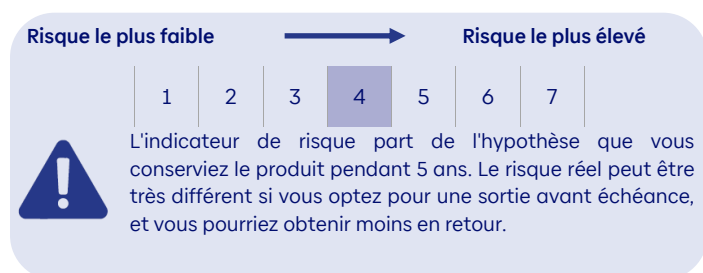 Risque le plus faible Risque le plus élevé
1 2 3 4 5 6 7
L'indicateur de risque part de l'hypothèse que vous
conserviez le produit pendant 5 ans. Le risque réel peut être
très différent si vous optez pour une sortie avant échéance,
et vous pourriez obtenir moins en retour.